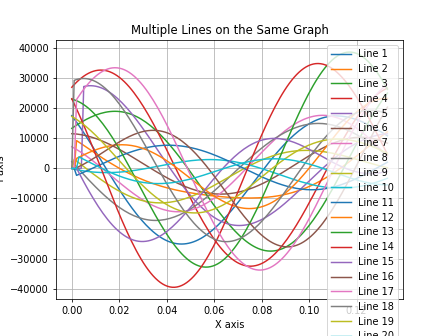 Multiple Lines on the Same Graph
40000
30000
20000
10000
0
−10000
−20000
−30000
−40000
0.00
0.02
0.04
0.06
0.08
0.10
X axis
axis
Line 1
Line 2
Line 3
Line 4
Line 5
Line 6
Line 7
Line 8
Line 9
Line 10
Line 11
Line 12
Line 13
Line 14
Line 15
Line 16
Line 17
Line 18
Line 19
Line 20